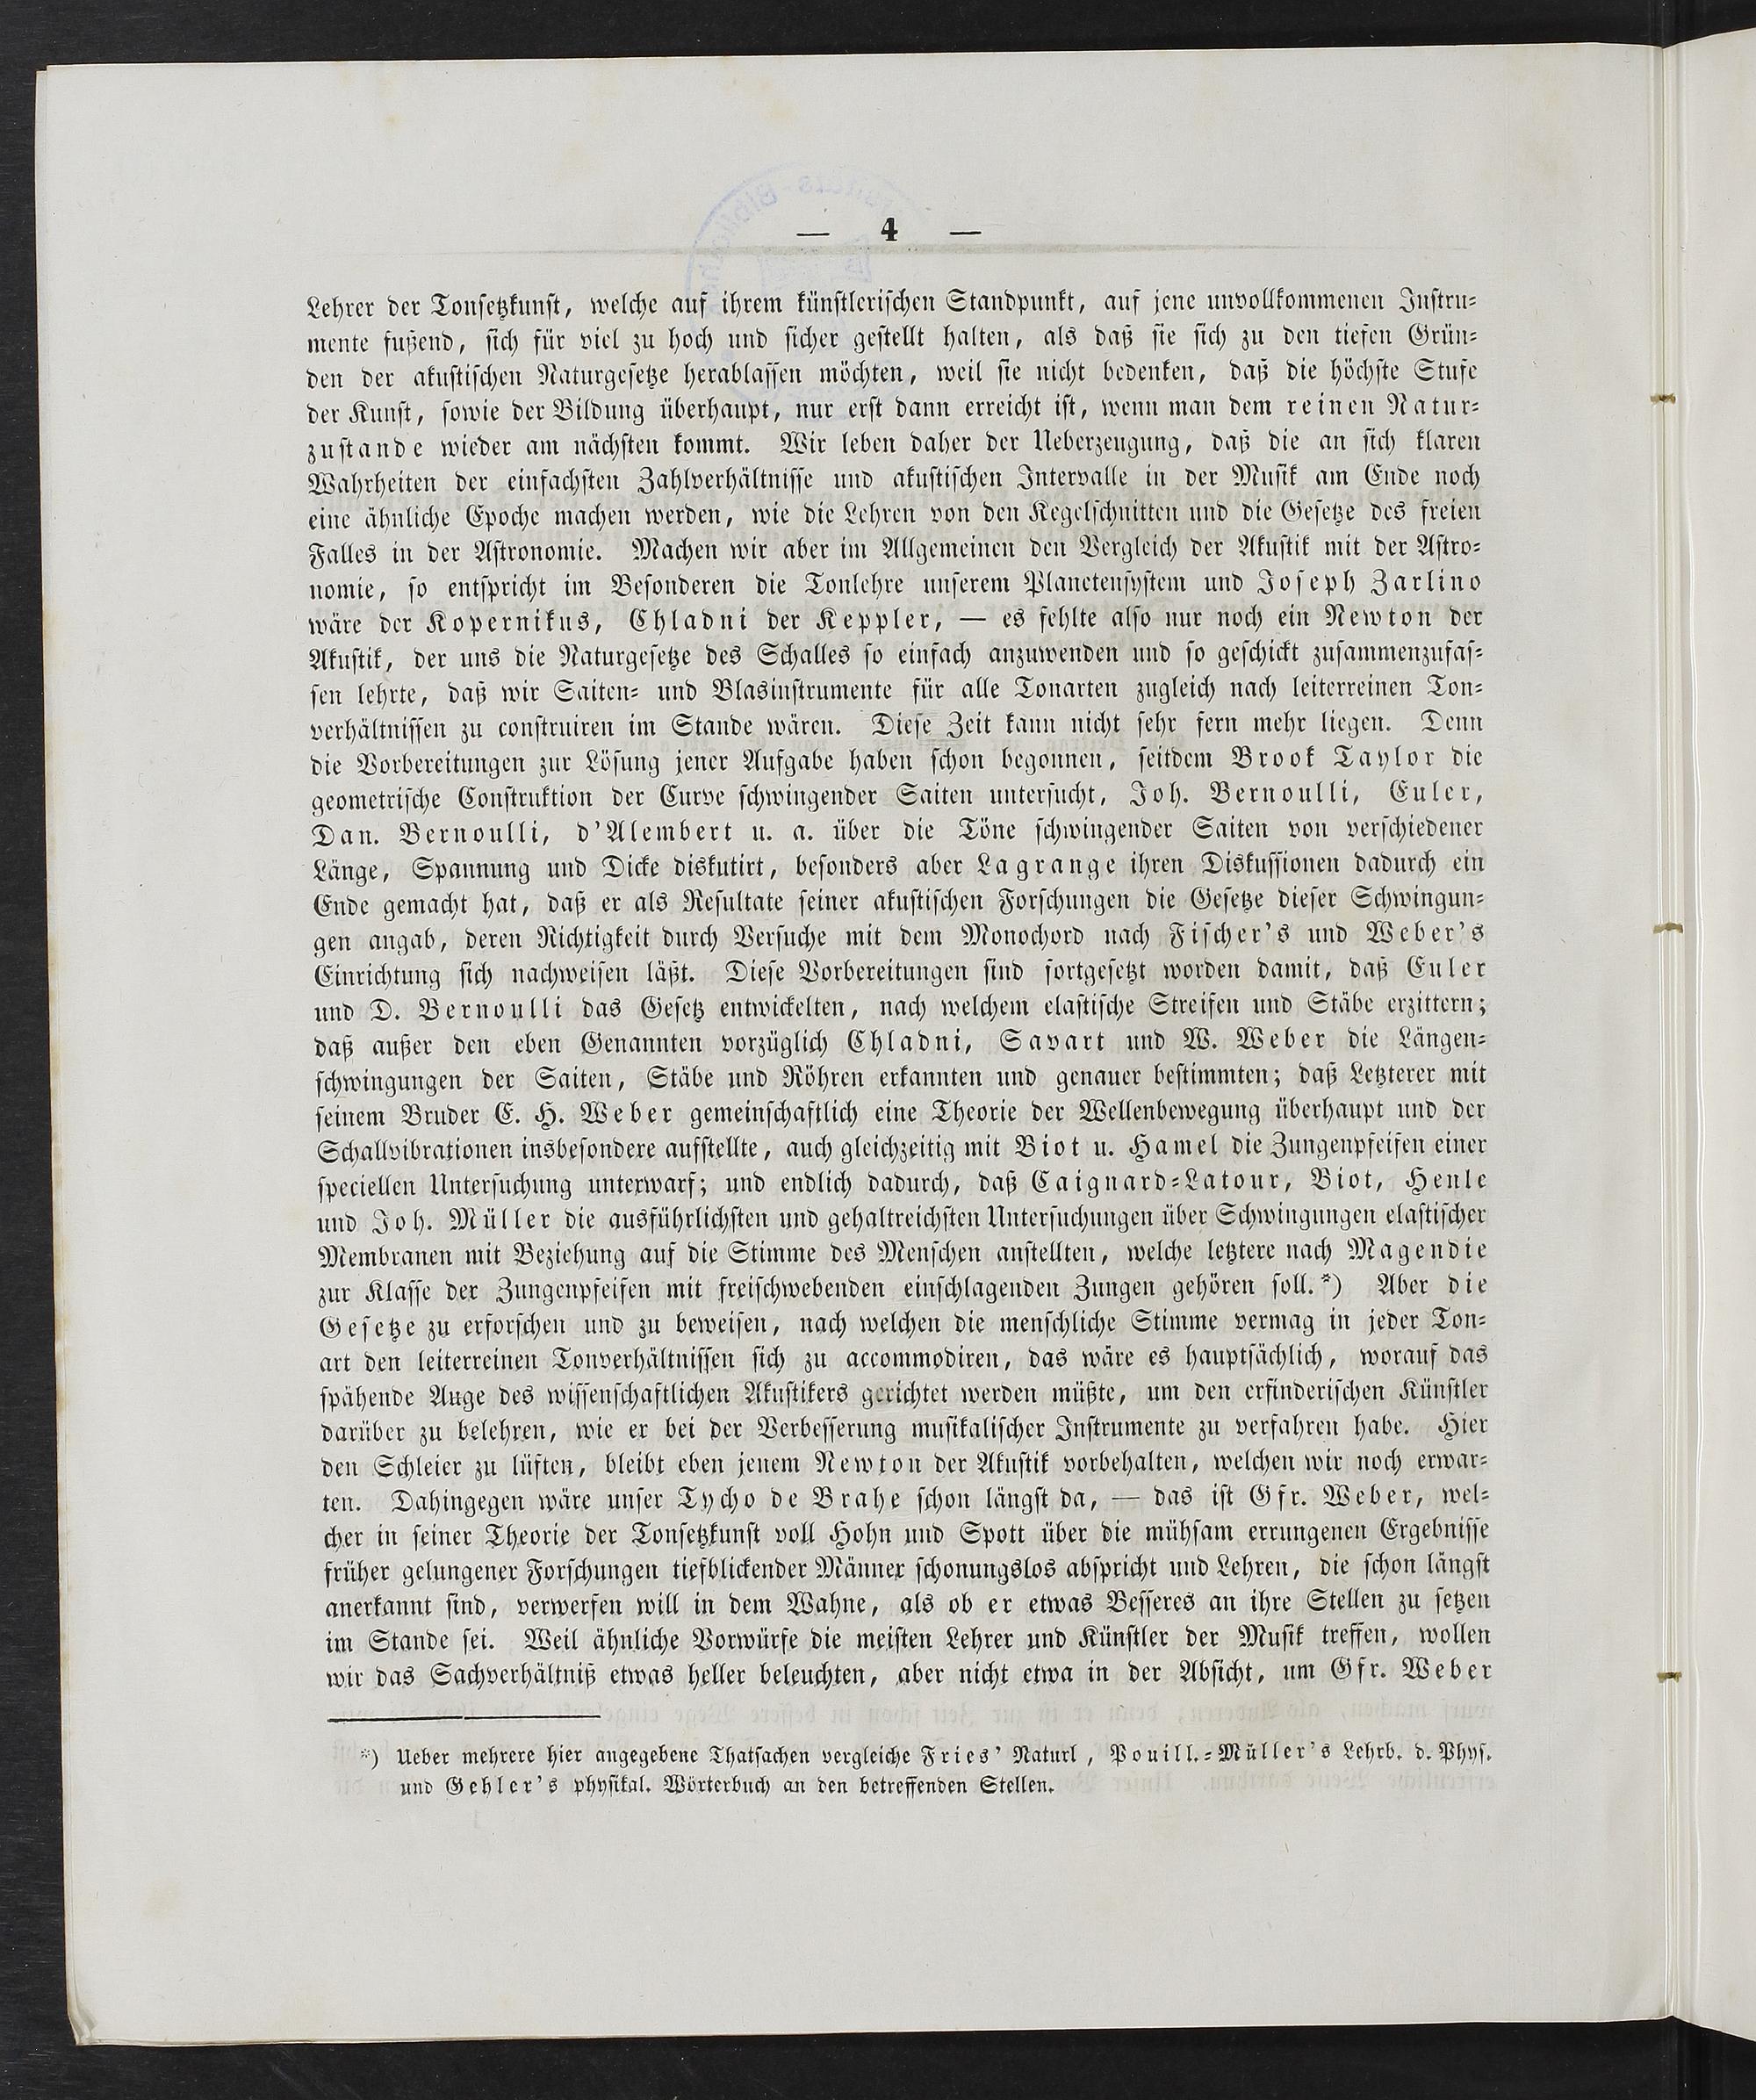 — 4 —
Lehrer der Tonsetzkunst, welche auf ihrem künstlerischen Standpunkt, auf jene unvollkommenen Instru-
mente fußend, sich für viel zu hoch und sicher gestellt halten, als daß sie sich zu den tiefen Grün-
den der akustischen Naturgesetze herablassen möchten, weil sie nicht bedenken, daß die höchste Stufe
der Kunst, sowie der Bildung überhaupt, nur erst dann erreicht ist, wenn man dem reinen Natur-
zustande wieder am nächsten kommt. Wir leben daher der Ueberzeugung, daß die an sich klaren
Wahrheiten der einfachsten Zahlverhältnisse und akustischen Intervalle in der Musik am Ende noch
eine ähnliche Epoche machen werden, wie die Lehren von den Kegelschnitten und die Gesetze des freien
Falles in der Astronomie. Machen wir aber im Allgemeinen den Vergleich der Akustik mit der Astro-
nomie, so entspricht im Besonderen die Tonlehre unserem Planetensystem und Joseph Zarlino
wäre der Kopernikus, Chladni der Keppler, — es fehlte also nur noch ein Newton der
Akustik, der uns die Naturgesetze des Schalles so einfach anzuwenden und so geschickt zusammenzufas-
sen lehrte, daß wir Saiten- und Blasinstrumente für alle Tonarten zugleich nach leiterreinen Ton-
verhältnissen zu construiren im Stande wären. Diese Zeit kann nicht sehr fern mehr liegen. Denn
die Vorbereitungen zur Lösung jener Aufgabe haben schon begonnen, seitdem Brook Taylor die
geometrische Construktion der Curve schwingender Saiten untersucht, Joh. Bernoulli, Euler,
Dan. Bernoulli, d'Alembert u. a. über die Töne schwingender Saiten von verschiedener
Länge, Spannung und Dicke diskutirt, besonders aber Lagrange ihren Diskussionen dadurch ein
Ende gemacht hat, daß er als Resultate seiner akustischen Forschungen die Gesetze dieser Schwingun-
gen angab, deren Richtigkeit durch Versuche mit dem Monochord nach Fischer's und Weber's
Einrichtung sich nachweisen läßt. Diese Vorbereitungen sind fortgesetzt worden damit, daß Euler
und D. Bernoulli das Gesetz entwickelten, nach welchem elastische Streifen und Stäbe erzittern;
daß außer den eben Genannten vorzüglich Chladni, Savart und W. Weber die Längen-
schwingungen der Saiten, Stäbe und Röhren erkannten und genauer bestimmten; daß Letzterer mit
seinem Bruder E. H. Weber gemeinschaftlich eine Theorie der Wellenbewegung überhaupt und der
Schallvibrationen insbesondere aufstellte, auch gleichzeitig mit Biot u. Hamel die Zungenpfeifen einer
speciellen Untersuchung unterwarf; und endlich dadurch, daß Caignard-Latour, Biot, Henle
und Joh. Müller die ausführlichsten und gehaltreichsten Untersuchungen über Schwingungen elastischer
Membranen mit Beziehung auf die Stimme des Menschen anstellten, welche letztere nach Magendie
zur Klasse der Zungenpfeifen mit freischwebenden einschlagenden Zungen gehören soll.*) Aber die
Gesetze zu erforschen und zu beweisen, nach welchen die menschliche Stimme vermag in jeder Ton-
art den leiterreinen Tonverhältnissen sich zu accommodiren, das wäre es hauptsächlich, worauf das
spähende Auge des wissenschaftlichen Akustikers gerichtet werden müßte, um den erfinderischen Künstler
darüber zu belehren, wie er bei der Verbesserung musikalischer Instrumente zu verfahren habe. Hier
den Schleier zu lüften, bleibt eben jenem Newton der Akustik vorbehalten, welchen wir noch erwar-
ten. Dahingegen wäre unser Tycho de Brahe schon längst da, — das ist Gfr. Weber, wel-
cher in seiner Theorie der Tonsetzkunst voll Hohn und Spott über die mühsam errungenen Ergebnisse
früher gelungener Forschungen tiefblickender Männer schonungslos abspricht und Lehren, die schon längst
anerkannt sind, verwerfen will in dem Wahne, als ob er etwas Besseres an ihre Stellen zu setzen
im Stande sei. Weil ähnliche Vorwürfe die meisten Lehrer und Künstler der Musik treffen, wollen
wir das Sachverhältniß etwas heller beleuchten, aber nicht etwa in der Absicht, um Gfr. Weber
*) Ueber mehrere hier angegebene Thatsachen vergleiche Fries' Naturl, Pouill.-Müller's Lehrb. d. Phys.
und Gehler's physikal. Wörterbuch an den betreffenden Stellen.